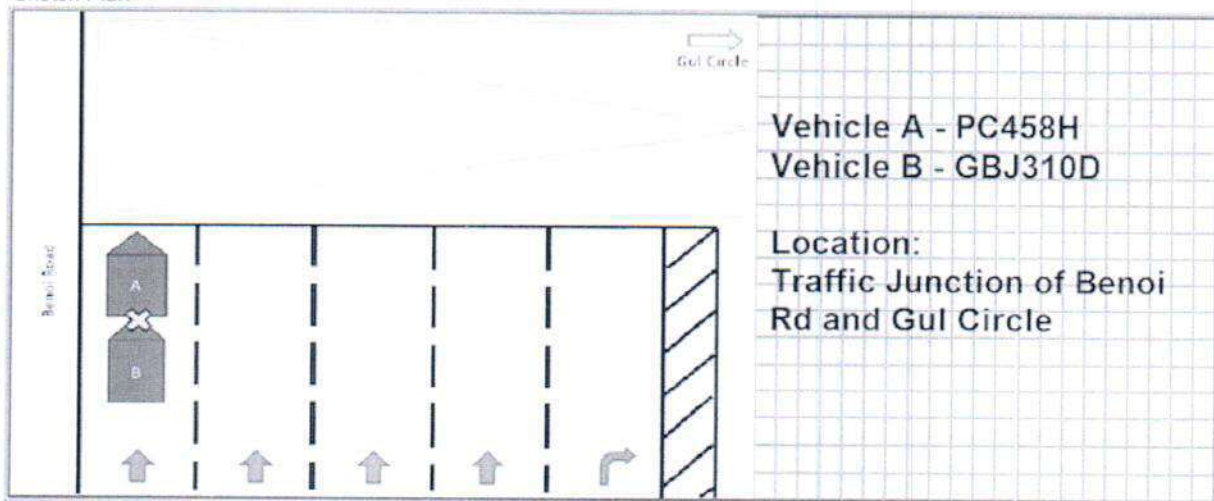 Gul Circle
Vehicle A - PC458H
Vehicle B - GBJ310D
Location:
Traffic Junction of Benoi
Rd and Gul Circle
Benoi Road
A
B